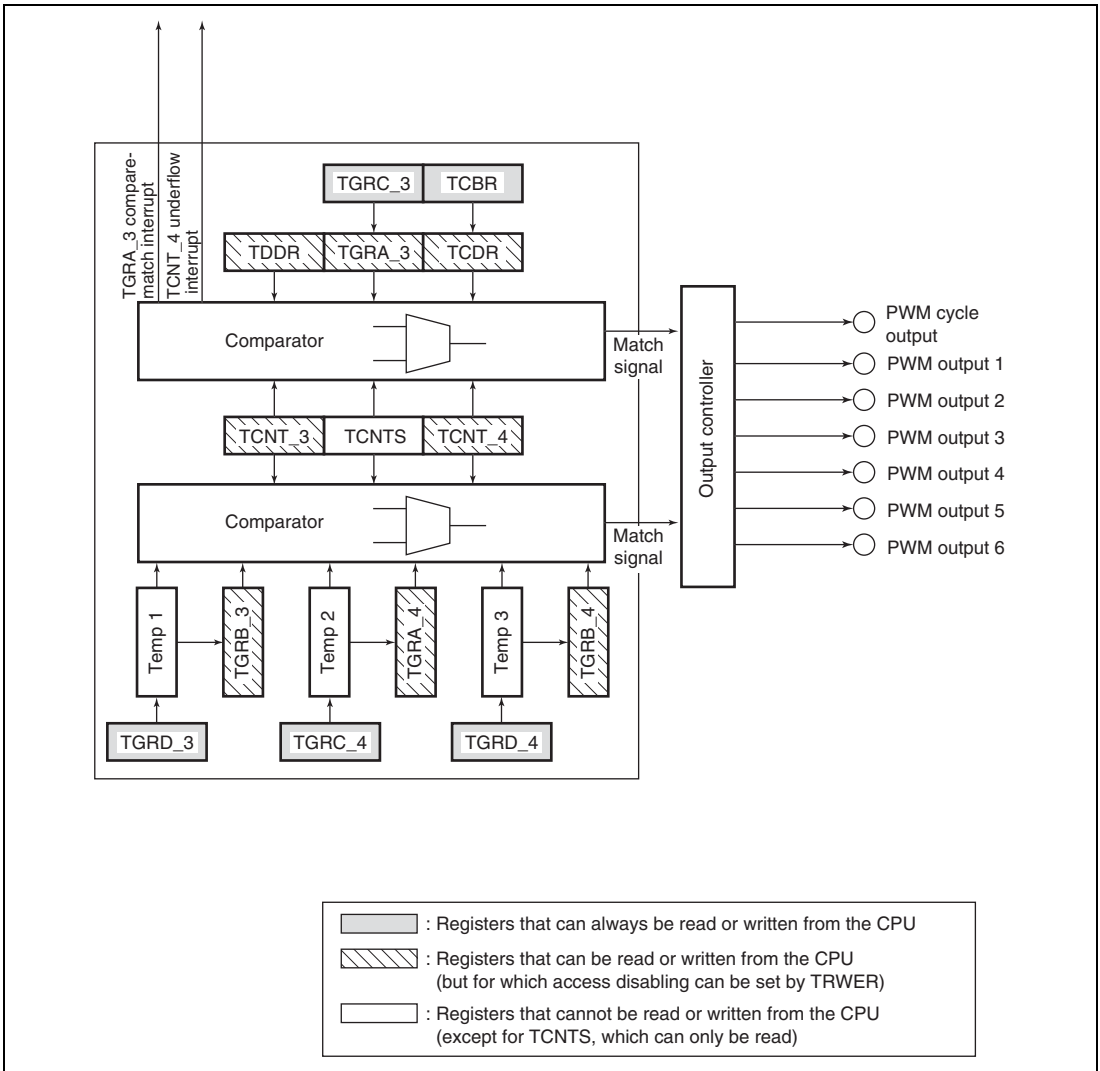 TGRA_3 compare-
match interrupt
TCNT_4 underflow
interrupt
TGRC_3
TCBR
TDDR
TGRA_3
TCDR
Comparator
Match
signal
TCNT_3
TCNTS
TCNT_4
Comparator
Match
signal
Temp 1
TGRB_3
Temp 2
TGRA_4
Temp 3
TGRB_4
TGRD_3
TGRC_4
TGRD_4
Output controller
PWM cycle
output
PWM output 1
PWM output 2
PWM output 3
PWM output 4
PWM output 5
PWM output 6
: Registers that can always be read or written from the CPU
: Registers that can be read or written from the CPU
(but for which access disabling can be set by TRWER)
: Registers that cannot be read or written from the CPU
(except for TCNTS, which can only be read)